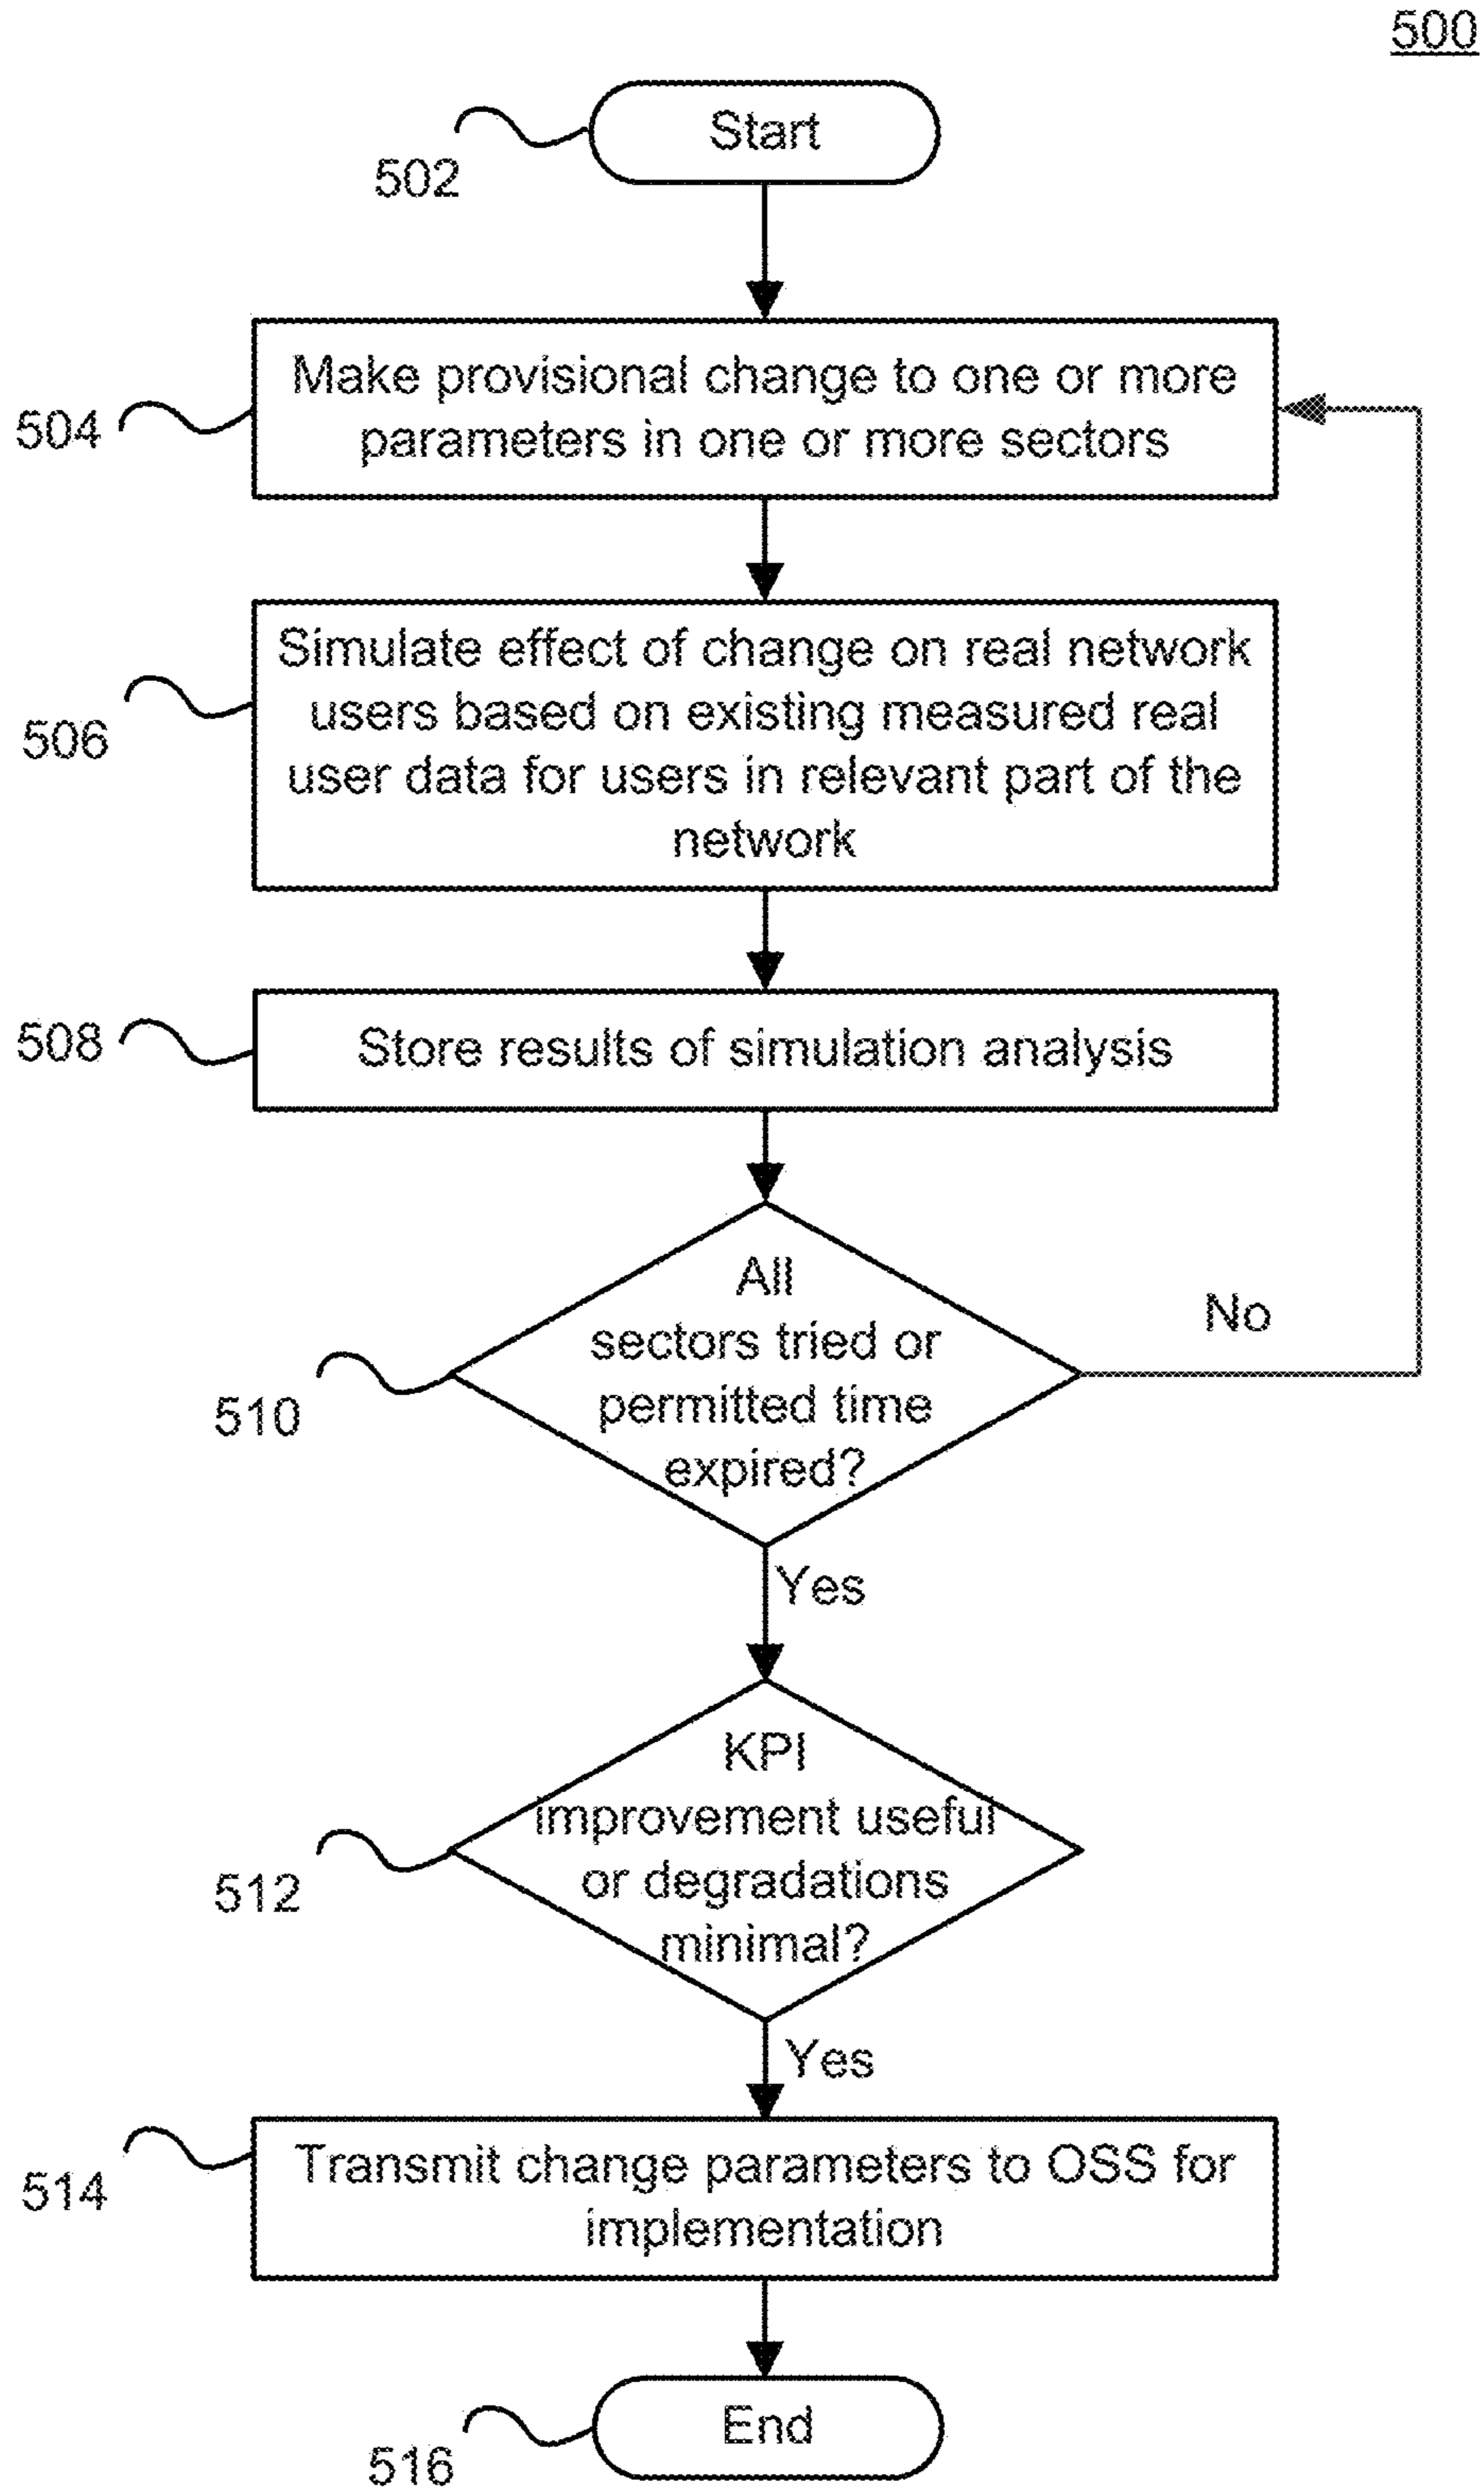 500
Start
502
Make provisional change to one or more
parameters in one or more sectors
504
Simulate effect of change on real network
users based on existing measured real
user data for users in relevant part of the
network
506
Store results of simulation analysis
508
All
sectors tried or
permitted time
expired?
No
510
Yes
KPI
improvement useful
or degradations
minimal?
512
Yes
Transmit change parameters to OSS for
implementation
514
End
516